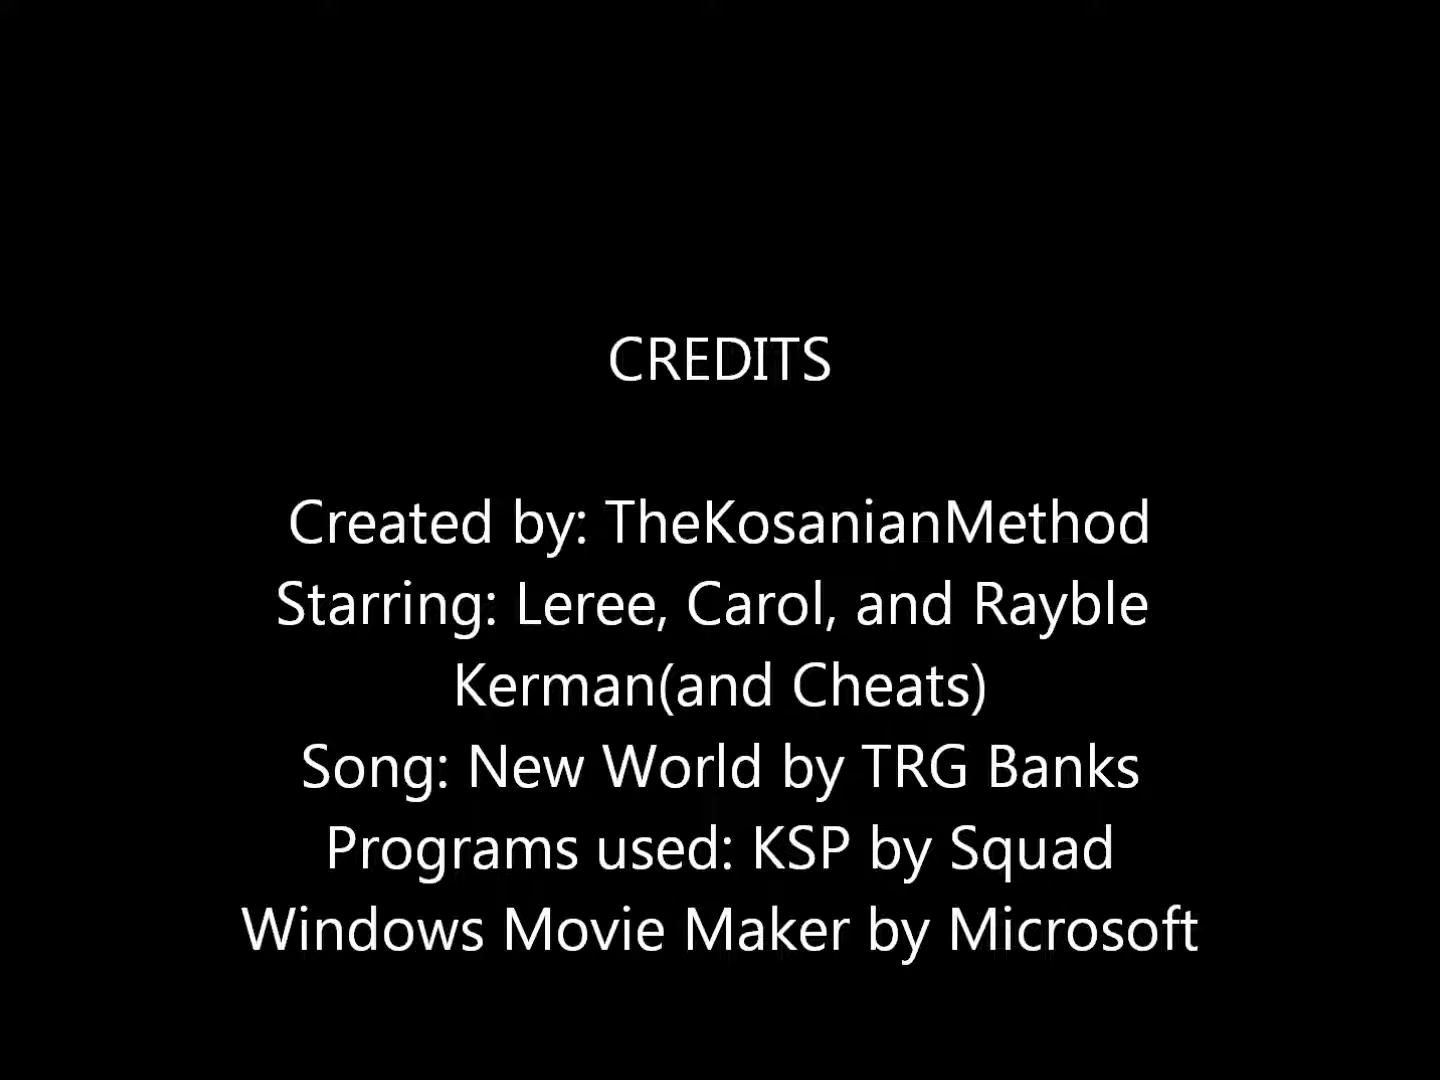 CREDITS
Created by: TheKosanianMethod
Starring: Leree, Carol, and Rayble
Kerman(and Cheats)
Song: New World by TRG Banks
Programs used: KSP by Squad
Windows Movie Maker by Microsoft